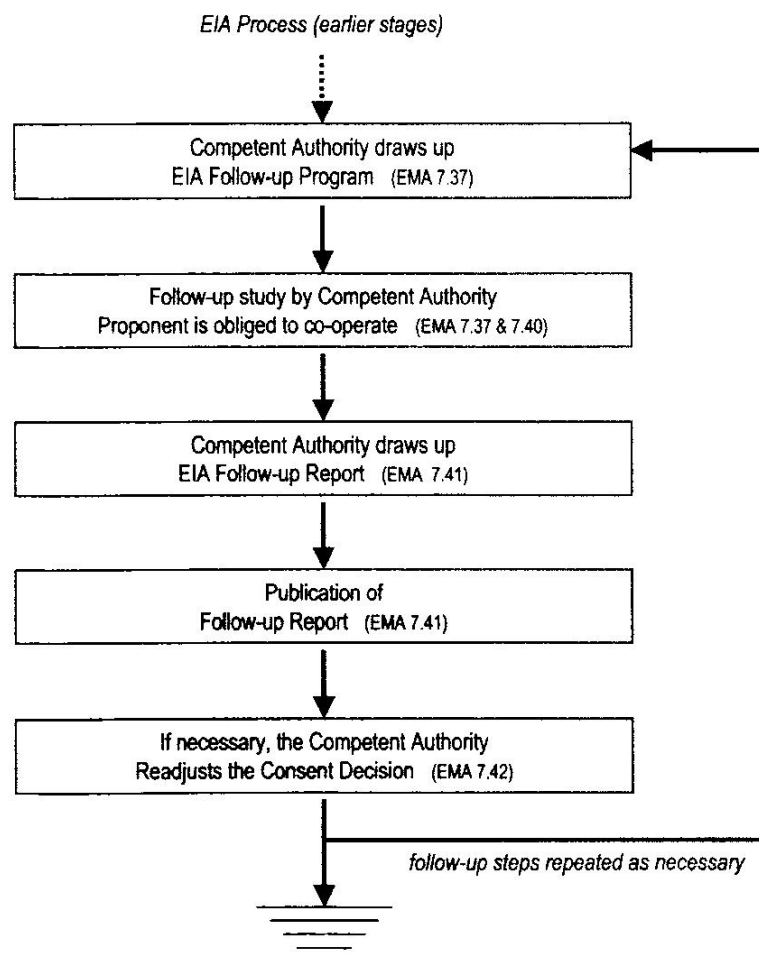 EIA Process (earlier stages)
Competent Authority draws up
EIA Follow-up Program (EMA 7.37)
Follow-up study by Competent Authority
Proponent is obliged to co-operate (EMA 7.37 & 7.40)
Competent Authority draws up
EIA Follow-up Report (EMA 7.41)
Publication of
Follow-up Report (EMA 7.41)
If necessary, the Competent Authority
Readjusts the Consent Decision (EMA 7.42)
follow-up steps repeated as necessary